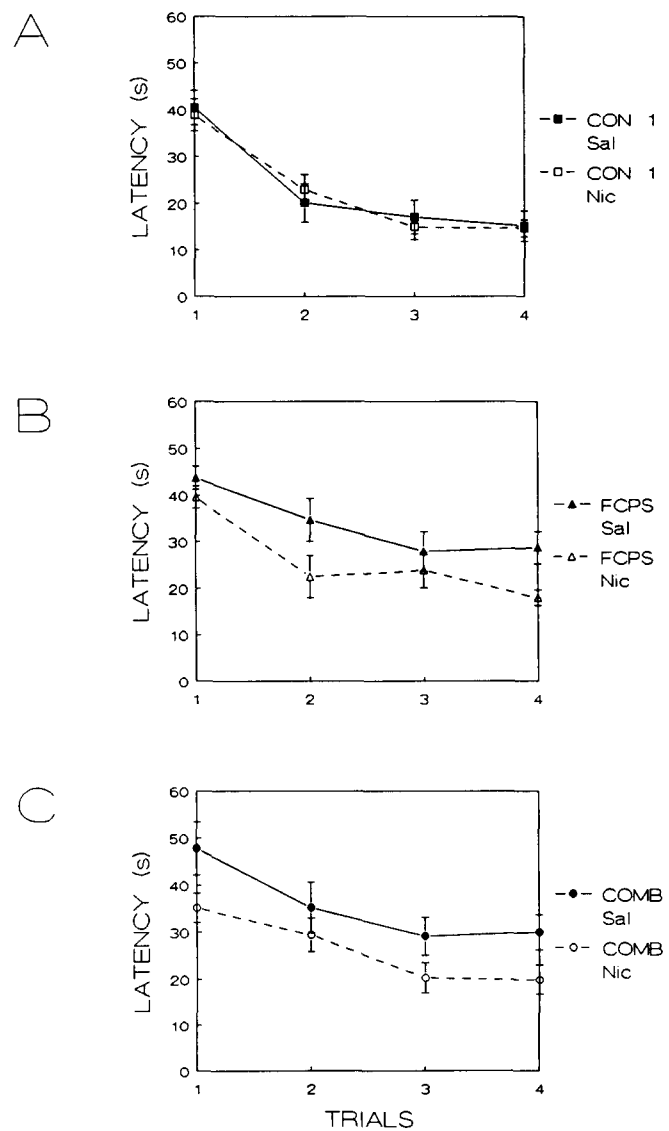 A
LATENCY (s)
60
50
40
30
20
10
0
1 2 3 4
CON 1
Sal
CON 1
Nic
B
LATENCY (s)
60
50
40
30
20
10
0
1 2 3 4
FCPS
Sal
FCPS
Nic
C
LATENCY (s)
60
50
40
30
20
10
0
1 2 3 4
TRIALS
COMB
Sal
COMB
Nic